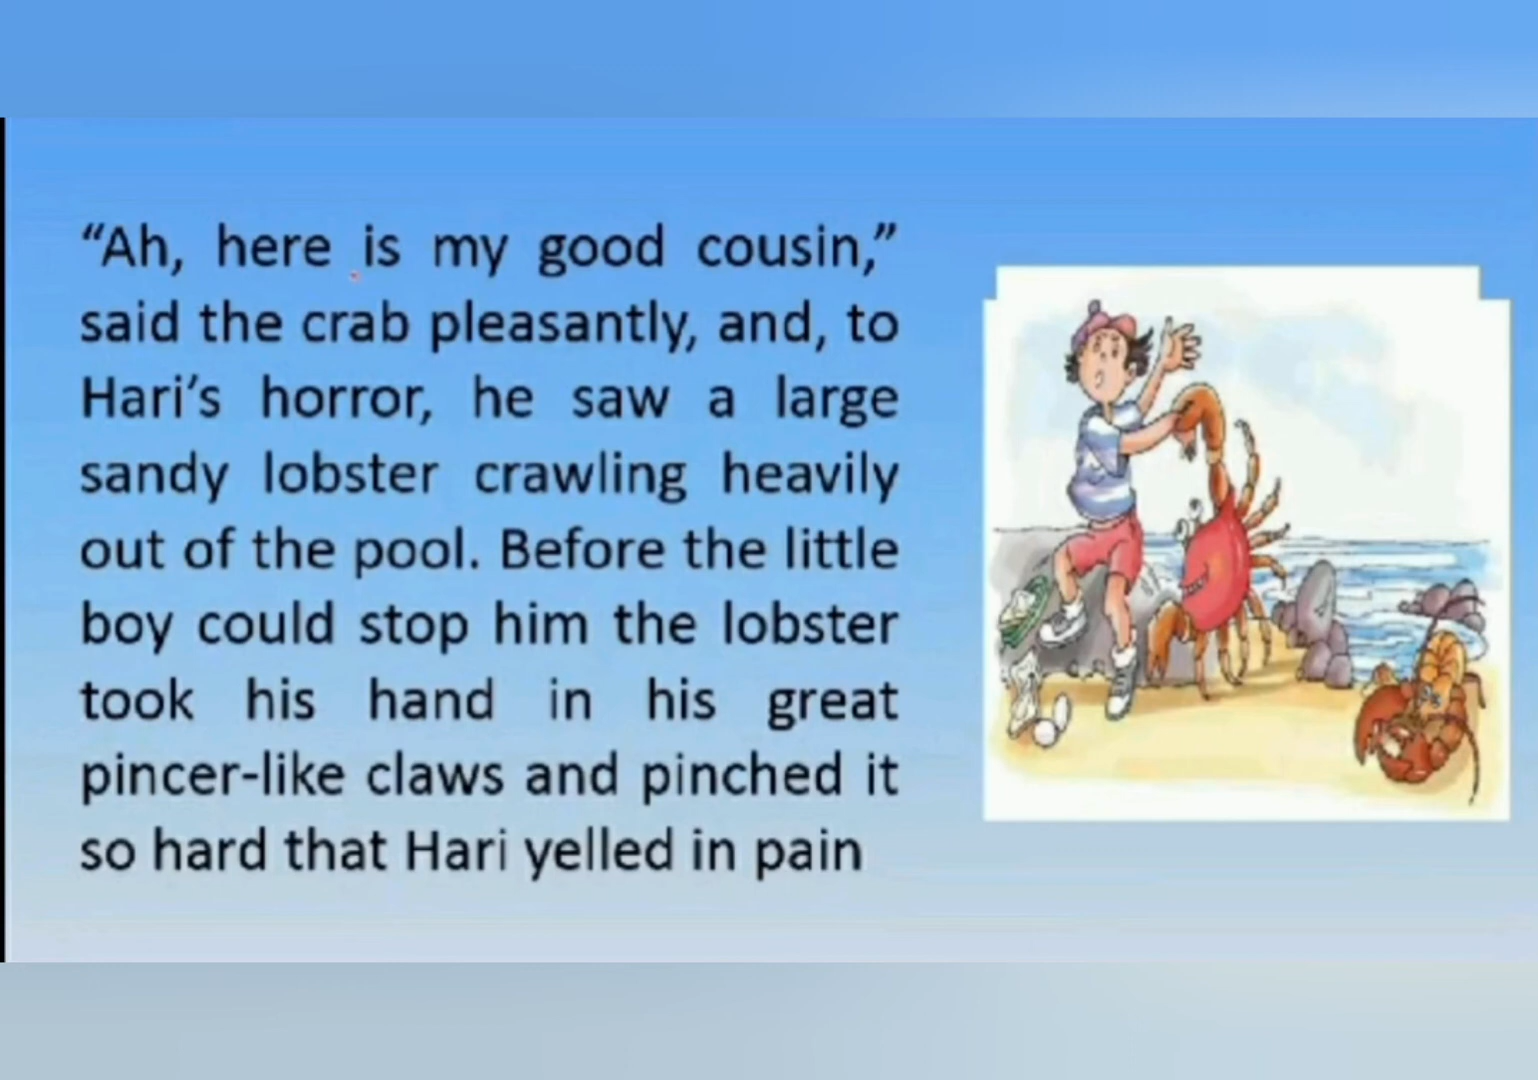 “Ah, here is my good cousin,”
said the crab pleasantly, and, to
Hari’s horror, he saw a large
sandy lobster crawling heavily
out of the pool. Before the little
boy could stop him the lobster
took his hand in his great
pincer-like claws and pinched it
so hard that Hari yelled in pain